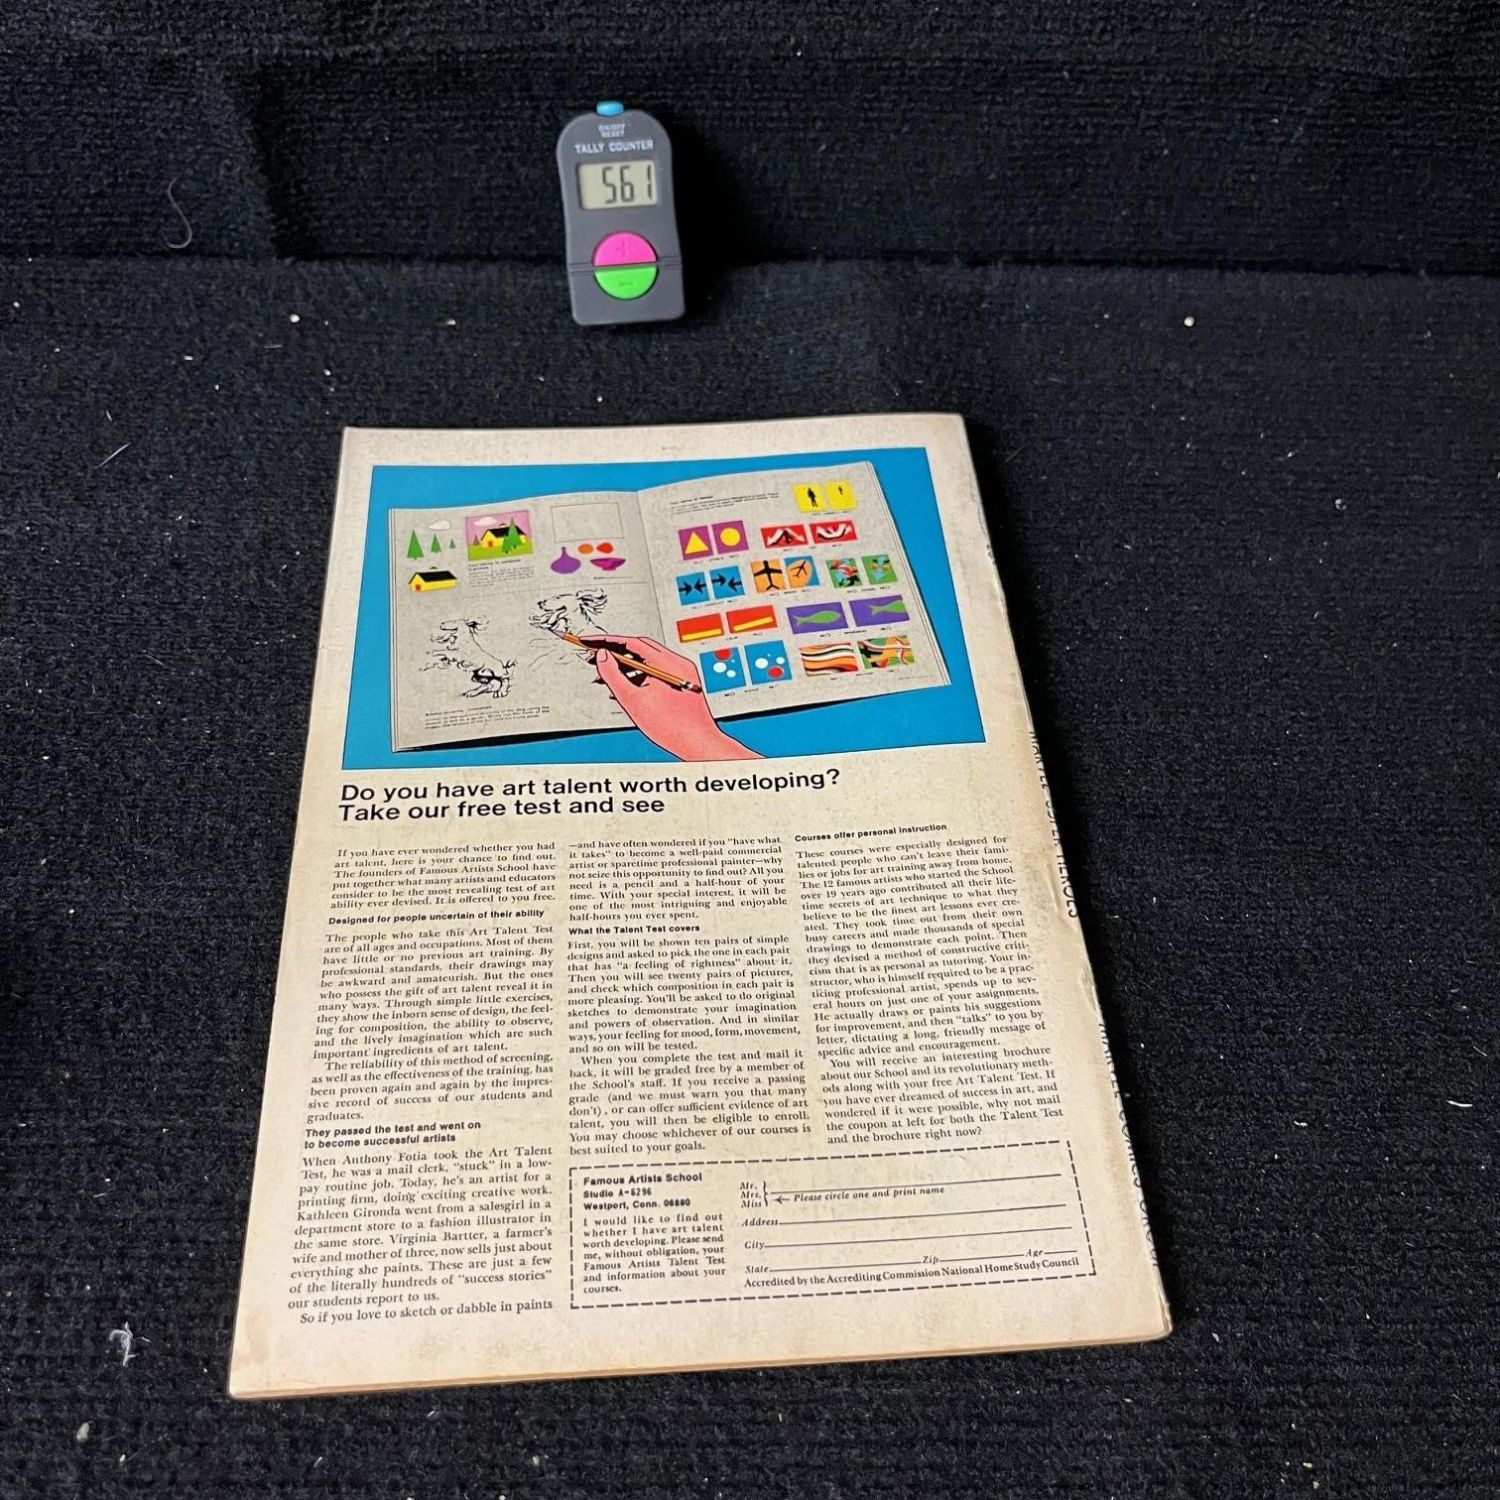 ON/OFF
RESET
TALLY COUNTER
561
Do you have art talent worth developing?
Take our free test and see
If you have ever wondered whether you had
art talent, here is your chance to find out.
The founders of Famous Artists School have
put together what many artists and educators
consider to be the most revealing test of art
ability ever devised. It is offered to you free.
Designed for people uncertain of their ability
The people who take this Art Talent Test
are of all ages and occupations. Most of them
have little or no previous art training. By
professional standards, their drawings may
be awkward and amateurish. But the ones
who possess the gift of art talent reveal it in
many ways. Through simple little exercises,
they show the inborn sense of design, the feel-
ing for composition, the ability to observe,
and the lively imagination which are such
important ingredients of art talent.
The reliability of this method of screening,
as well as the effectiveness of the training, has
been proven again and again by the impres-
sive record of success of our students and
graduates.
They passed the test and went on
to become successful artists
When Anthony Fotia took the Art Talent
Test, he was a mail clerk, "stuck" in a low-
pay routine job. Today, he's an artist for a
printing firm, doing exciting creative work.
Kathleen Gironda went from a salesgirl in a
department store to a fashion illustrator in
the same store. Virginia Bartter, a farmer's
wife and mother of three, now sells just about
everything she paints. These are just a few
of the literally hundreds of "success stories"
our students report to us.
So if you love to sketch or dabble in paints
—and have often wondered if you "have what
it takes" to become a well-paid commercial
artist or sparetime professional painter—why
not seize this opportunity to find out? All you
need is a pencil and a half-hour of your
time. With your special interest, it will be
one of the most intriguing and enjoyable
half-hours you ever spent.
What the Talent Test covers
First, you will be shown ten pairs of simple
designs and asked to pick the one in each pair
that has "a feeling of rightness" about it.
Then you will see twenty pairs of pictures,
and check which composition in each pair is
more pleasing. You'll be asked to do original
sketches to demonstrate your imagination
and powers of observation. And in similar
ways, your feeling for mood, form, movement,
and so on will be tested.
When you complete the test and mail it
back, it will be graded free by a member of
the School's staff. If you receive a passing
grade (and we must warn you that many
don't), or can offer sufficient evidence of art
talent, you will then be eligible to enroll.
You may choose whichever of our courses is
best suited to your goals.
Courses offer personal instruction
These courses were especially designed for
talented people who can't leave their fami-
lies or jobs for art training away from home.
The 12 famous artists who started the School
over 19 years ago contributed all their life-
time secrets of art technique to what they
believe to be the finest art lessons ever cre-
ated. They took time out from their own
busy careers and made thousands of special
drawings to demonstrate each point. Then
they devised a method of constructive criti-
cism that is as personal as tutoring. Your in-
structor, who is himself required to be a prac-
ticing professional artist, spends up to sev-
eral hours on just one of your assignments.
He actually draws or paints his suggestions
for improvement, and then "talks" to you by
letter, dictating a long, friendly message of
specific advice and encouragement.
You will receive an interesting brochure
about our School and its revolutionary meth-
ods along with your free Art Talent Test. If
you have ever dreamed of success in art, and
wondered if it were possible, why not mail
the coupon at left for both the Talent Test
and the brochure right now?
Famous Artists School
Studio A-6296
Westport, Conn. 06880
I would like to find out
whether I have art talent
worth developing. Please send
me, without obligation, your
Famous Artists Talent Test
and information about your
courses.
Mr.
Mrs. Please circle one and print name
Miss
Address
City
State Zip Age
Accredited by the Accrediting Commission National Home Study Council